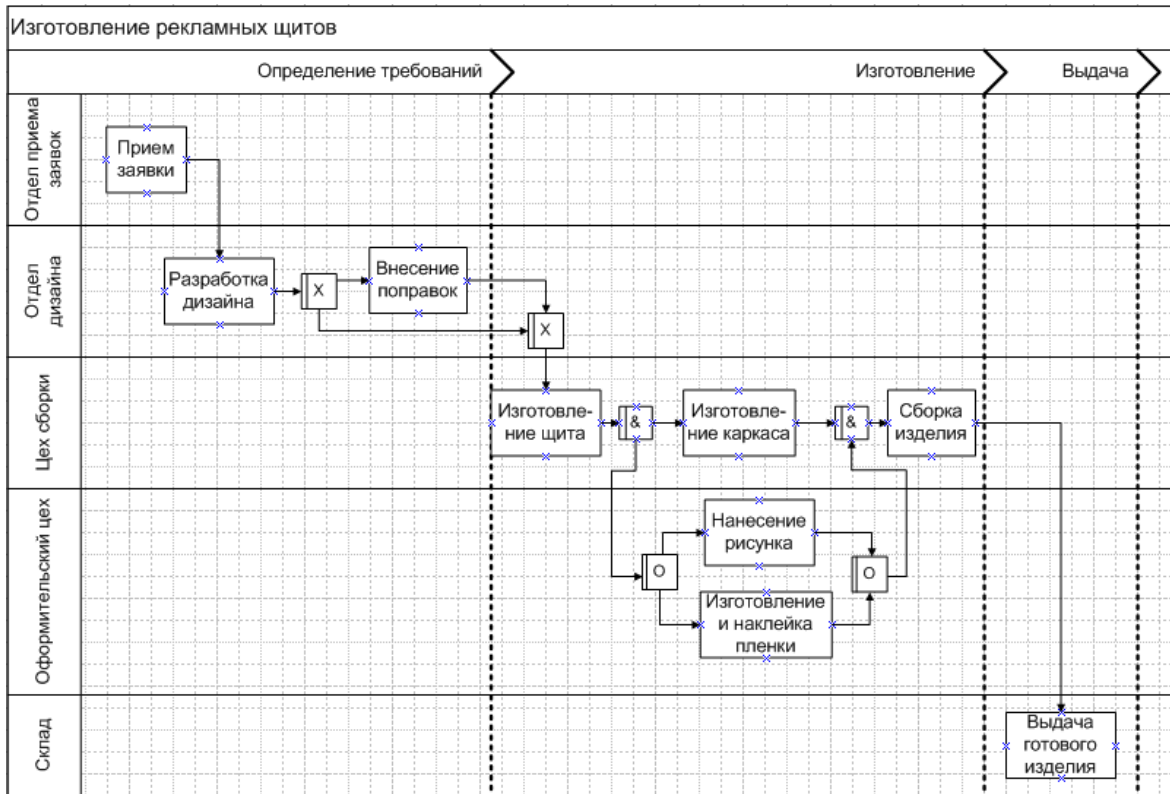 Изготовление рекламных щитов
Определение требований
Изготовление
Выдача
Отдел приема
заявок
Прием
заявки
Отдел
дизайна
Разработка
дизайна
X
Внесение
поправок
X
Цех сборки
Изготовле-
ние щита
&
Изготовле-
ние каркаса
&
Сборка
изделия
Оформительский цех
O
Нанесение
рисунка
Изготовление
и наклейка
пленки
O
Склад
Выдача
готового
изделия